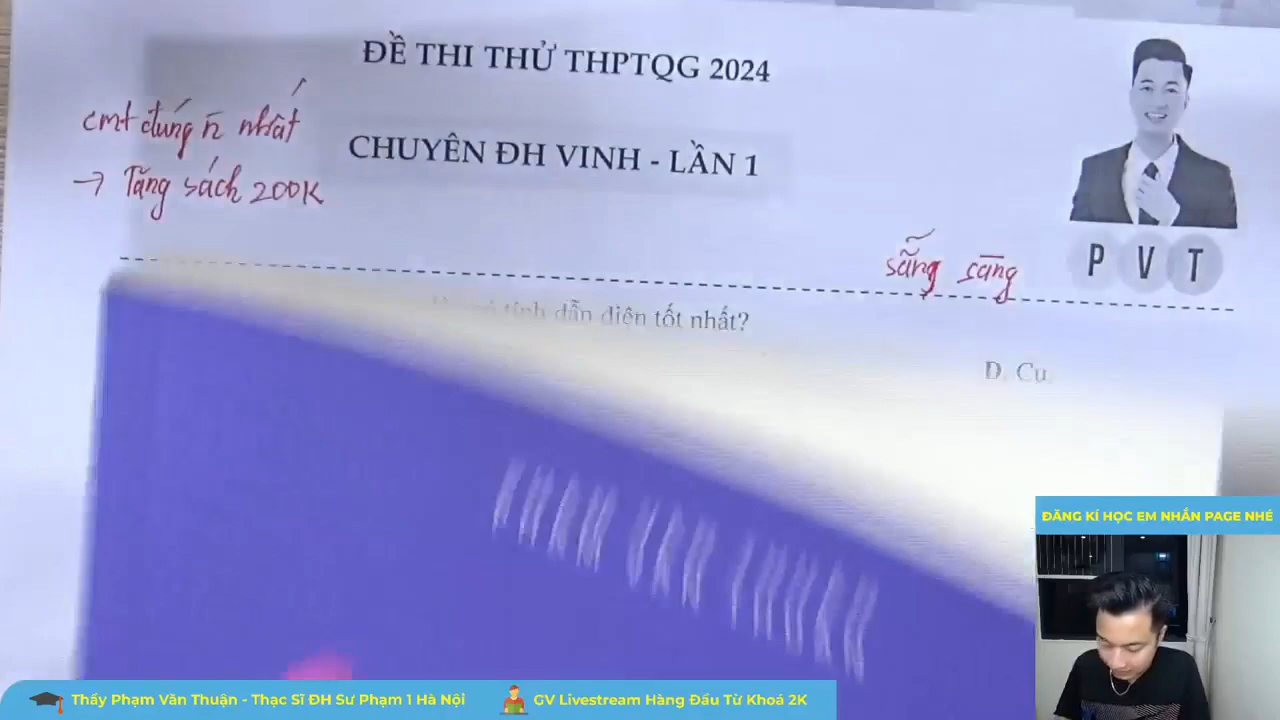 ĐỀ THI THỬ THPTQG 2024
cmt đúng n nhất
CHUYÊN ĐH VINH - LẦN 1
→ Tặng sách 200K
sẵng sàng
P V T
tính dẫn điện tốt nhất?
D. Cu.
ĐĂNG KÍ HỌC EM NHẮN PAGE NHÉ
Thầy Phạm Văn Thuận - Thạc Sĩ ĐH Sư Phạm 1 Hà Nội
GV Livestream Hàng Đầu Từ Khoá 2K